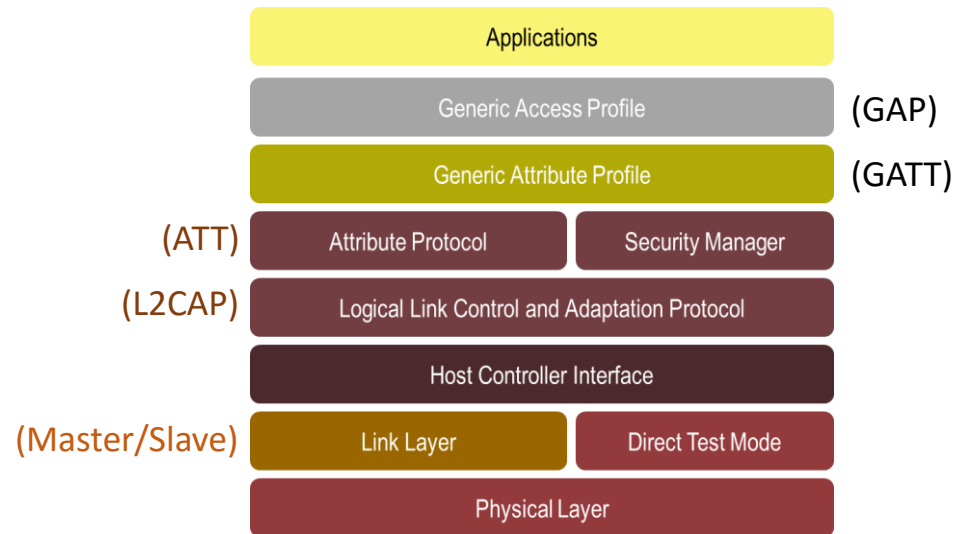 Applications
Generic Access Profile (GAP)
Generic Attribute Profile (GATT)
(ATT) Attribute Protocol Security Manager
(L2CAP) Logical Link Control and Adaptation Protocol
Host Controller Interface
(Master/Slave) Link Layer Direct Test Mode
Physical Layer